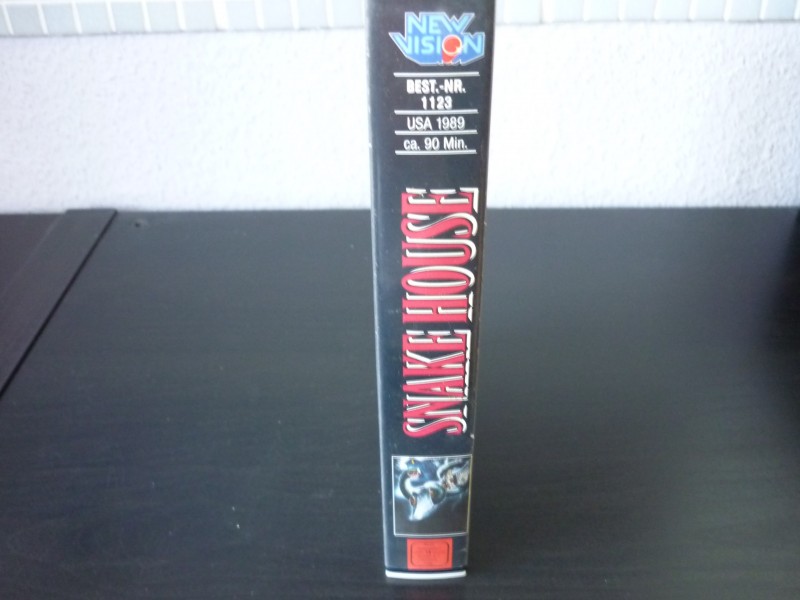 NEW
VISION
BEST.-NR.
1123
USA 1989
ca. 90 Min.
SNAKE HOUSE